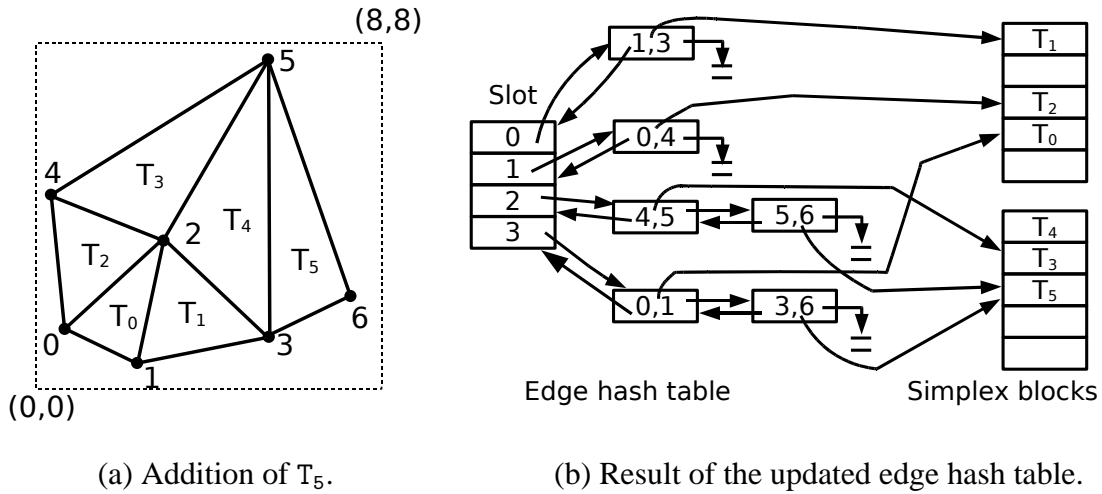 (8,8)
5
4
T3
2
T4
T2
T5
T0
T1
6
0
3
1
(0,0)
Slot
0
1
2
3
1,3
0,4
4,5
5,6
0,1
3,6
T1
T2
T0
T4
T3
T5
Edge hash table
Simplex blocks
(a) Addition of T5.
(b) Result of the updated edge hash table.